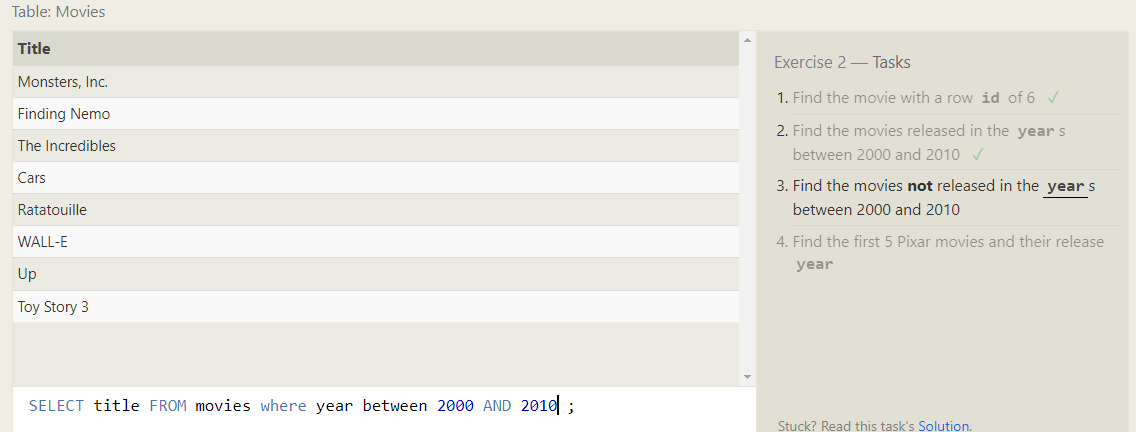 Table: Movies
Title
Monsters, Inc.
Finding Nemo
The Incredibles
Cars
Ratatouille
WALL-E
Up
Toy Story 3
SELECT title FROM movies where year between 2000 AND 2010 ;
Exercise 2 — Tasks
1. Find the movie with a row id of 6 ✓
2. Find the movies released in the year s
between 2000 and 2010 ✓
3. Find the movies not released in the year s
between 2000 and 2010
4. Find the first 5 Pixar movies and their release
year
Stuck? Read this task's Solution.